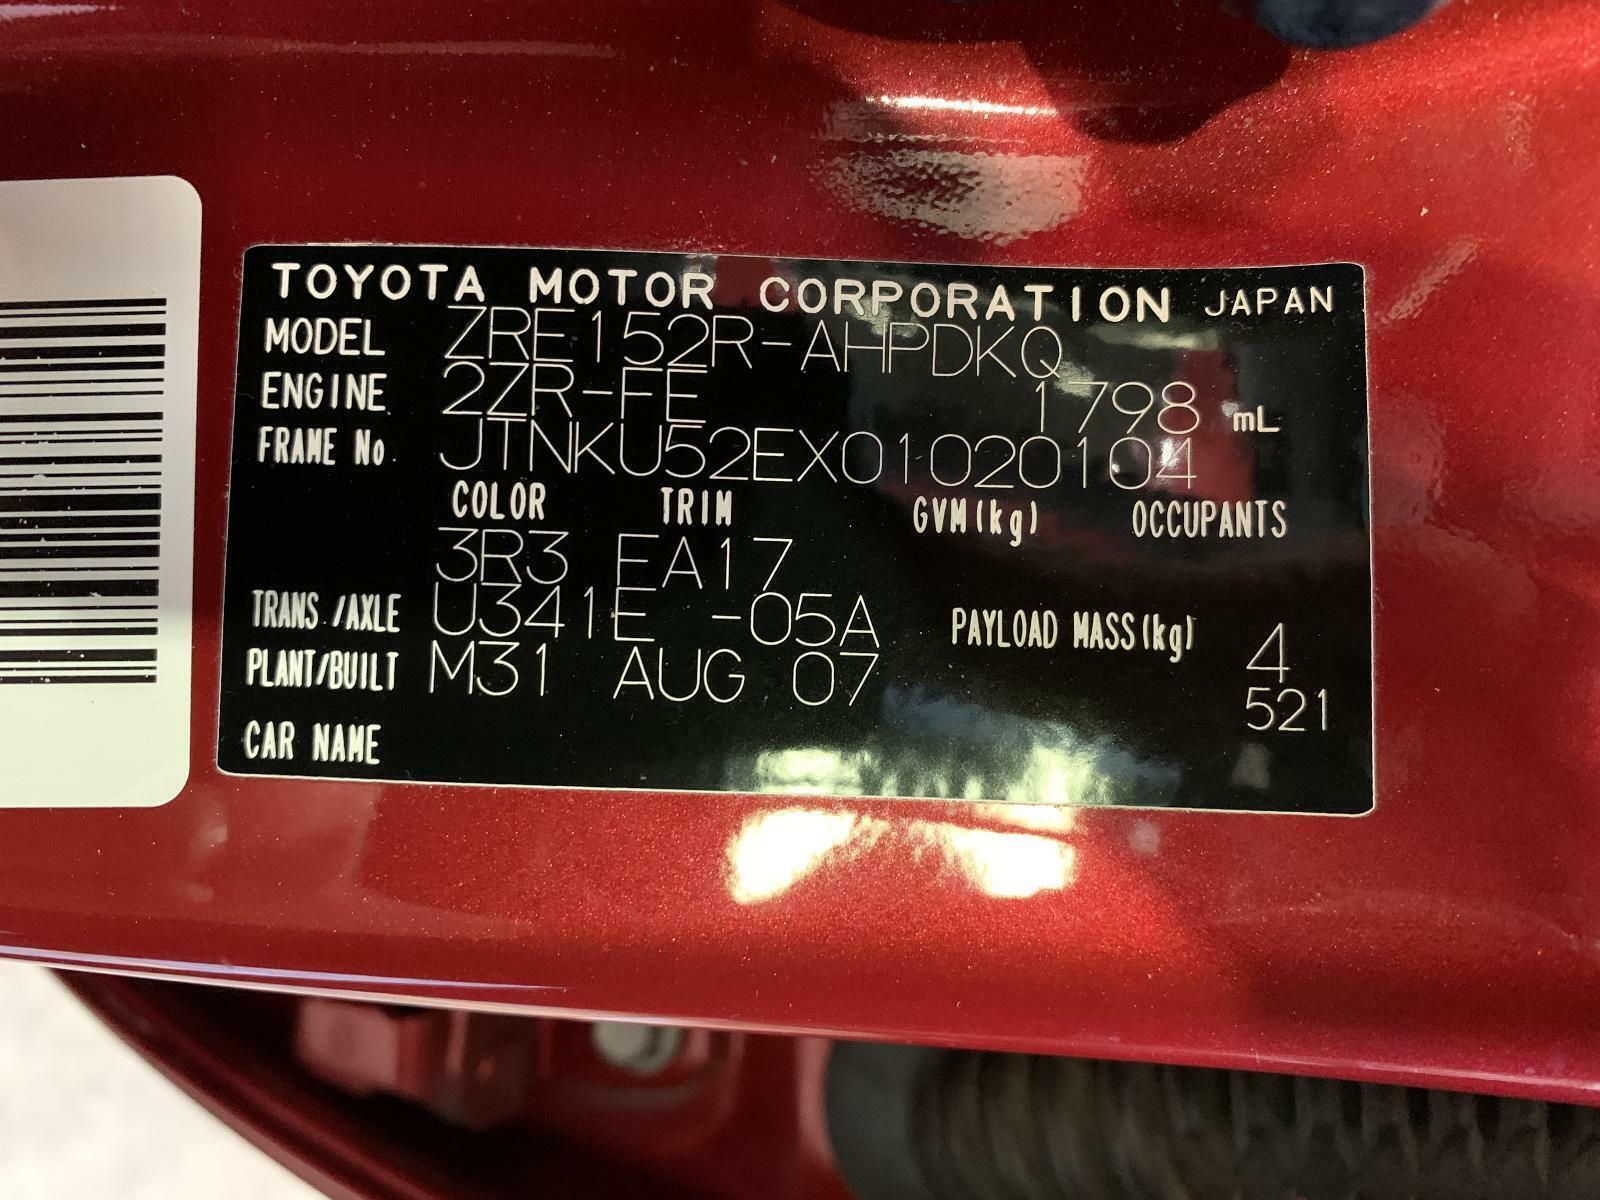 TOYOTA MOTOR CORPORATION JAPAN
MODEL ZRE152R-AHPDKQ
ENGINE 2ZR-FE 1798 mL
FRAME No. JTNKU52EX01020104
COLOR TRIM GVM(kg) OCCUPANTS
3R3 EA17
TRANS./AXLE U341E -05A PAYLOAD MASS(kg) 4
PLANT/BUILT M31 AUG 07 521
CAR NAME